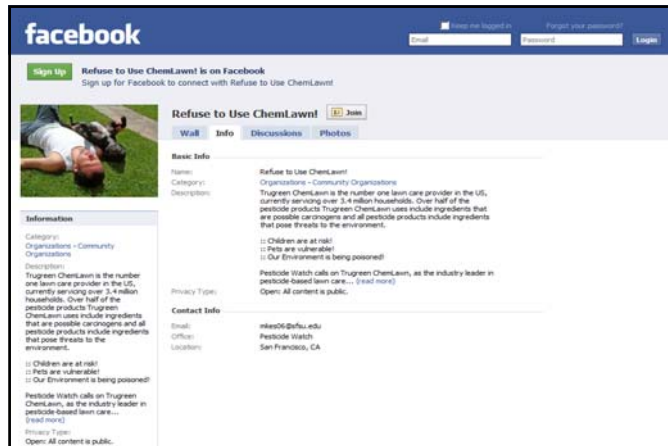 facebook
Keep me logged in
Forgot your password?
Email
Password
Login
Sign Up
Refuse to Use ChemLawn! is on Facebook
Sign up for Facebook to connect with Refuse to Use ChemLawn!
Refuse to Use ChemLawn!
Join
Wall Info Discussions Photos
Basic Info
Name: Refuse to Use ChemLawn!
Category: Organizations - Community Organizations
Description: Trugreen ChemLawn is the number one lawn care provider in the US,
currently servicing over 3.4 million households. Over half of the
pesticide products Trugreen ChemLawn uses include ingredients that
are possible carcinogens and all pesticide products include ingredients
that pose threats to the environment.
:: Children are at risk!
:: Pets are vulnerable!
:: Our Environment is being poisoned!
Pesticide Watch calls on Trugreen ChemLawn, as the industry leader in
pesticide-based lawn care... (read more)
Privacy Type: Open: All content is public.
Contact Info
Email: mkes06@sfsu.edu
Office: Pesticide Watch
Location: San Francisco, CA
Information
Category:
Organizations - Community
Organizations
Description:
Trugreen ChemLawn is the number
one lawn care provider in the US,
currently servicing over 3.4 million
households. Over half of the
pesticide products Trugreen
ChemLawn uses include ingredients
that are possible carcinogens and all
pesticide products include ingredients
that pose threats to the
environment.
:: Children are at risk!
:: Pets are vulnerable!
:: Our Environment is being poisoned!
Pesticide Watch calls on Trugreen
ChemLawn, as the industry leader in
pesticide-based lawn care...
(read more)
Privacy Type:
Open: All content is public.